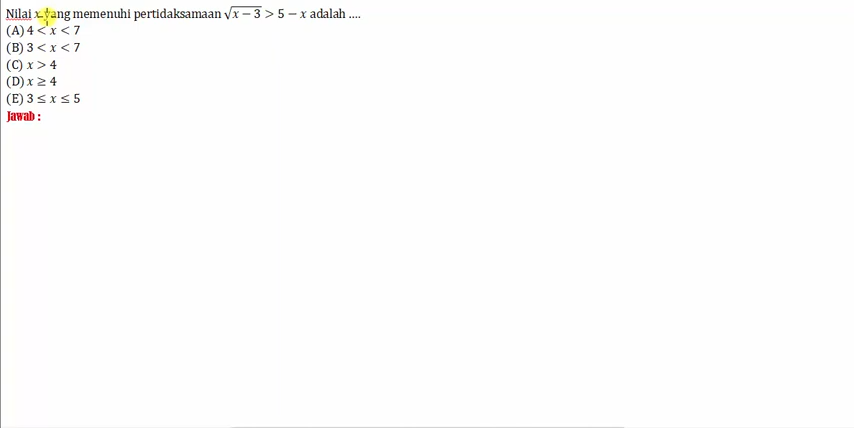 Nilai x yang memenuhi pertidaksamaan √(x − 3) > 5 − x adalah ....
(A) 4 < x < 7
(B) 3 < x < 7
(C) x > 4
(D) x ≥ 4
(E) 3 ≤ x ≤ 5
Jawab :